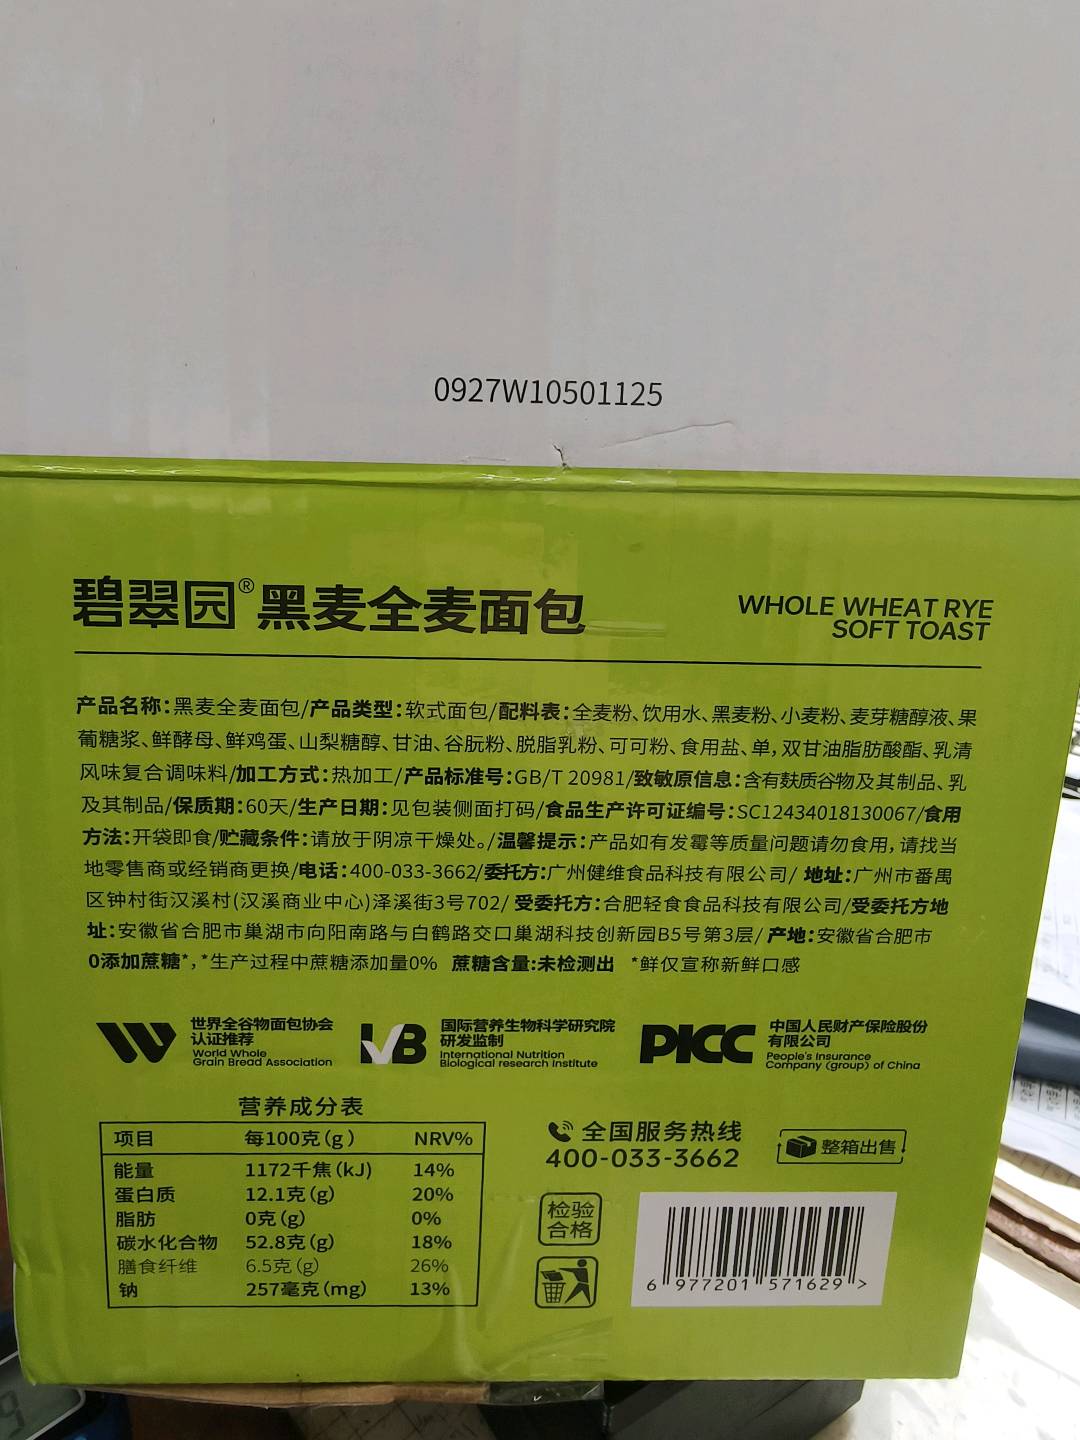 0927W10501125
碧翠园®黑麦全麦面包
WHOLE WHEAT RYE
SOFT TOAST
产品名称:黑麦全麦面包/产品类型:软式面包/配料表:全麦粉、饮用水、黑麦粉、小麦粉、麦芽糖醇液、果
葡糖浆、鲜酵母、鲜鸡蛋、山梨糖醇、甘油、谷朊粉、脱脂乳粉、可可粉、食用盐、单,双甘油脂肪酸酯、乳清
风味复合调味料/加工方式:热加工/产品标准号:GB/T 20981/致敏原信息:含有麸质谷物及其制品、乳
及其制品/保质期:60天/生产日期:见包装侧面打码/食品生产许可证编号:SC12434018130067/食用
方法:开袋即食/贮藏条件:请放于阴凉干燥处。/温馨提示:产品如有发霉等质量问题请勿食用,请找当
地零售商或经销商更换/电话:400-033-3662/委托方:广州健维食品科技有限公司/ 地址:广州市番禺
区钟村街汉溪村(汉溪商业中心)泽溪街3号702/ 受委托方:合肥轻食食品科技有限公司/受委托方地
址:安徽省合肥市巢湖市向阳南路与白鹤路交口巢湖科技创新园B5号第3层/ 产地:安徽省合肥市
0添加蔗糖*,*生产过程中蔗糖添加量0% 蔗糖含量:未检测出 *鲜仅宣称新鲜口感
世界全谷物面包协会
认证推荐
World Whole
Grain Bread Association
国际营养生物科学研究院
研发监制
International Nutrition
Biological research Institute
PICC
中国人民财产保险股份
有限公司
People's Insurance
Company (group) of China
营养成分表
项目 每100克(g) NRV%
能量 1172千焦(kJ) 14%
蛋白质 12.1克(g) 20%
脂肪 0克(g) 0%
碳水化合物 52.8克(g) 18%
膳食纤维 6.5克(g) 26%
钠 257毫克(mg) 13%
全国服务热线
400-033-3662
整箱出售
检验
合格
6 977201 571629 >